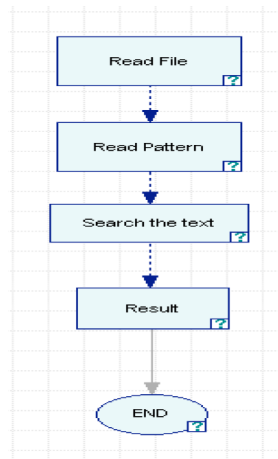 Read File
?
Read Pattern
?
Search the text
?
Result
?
END
?